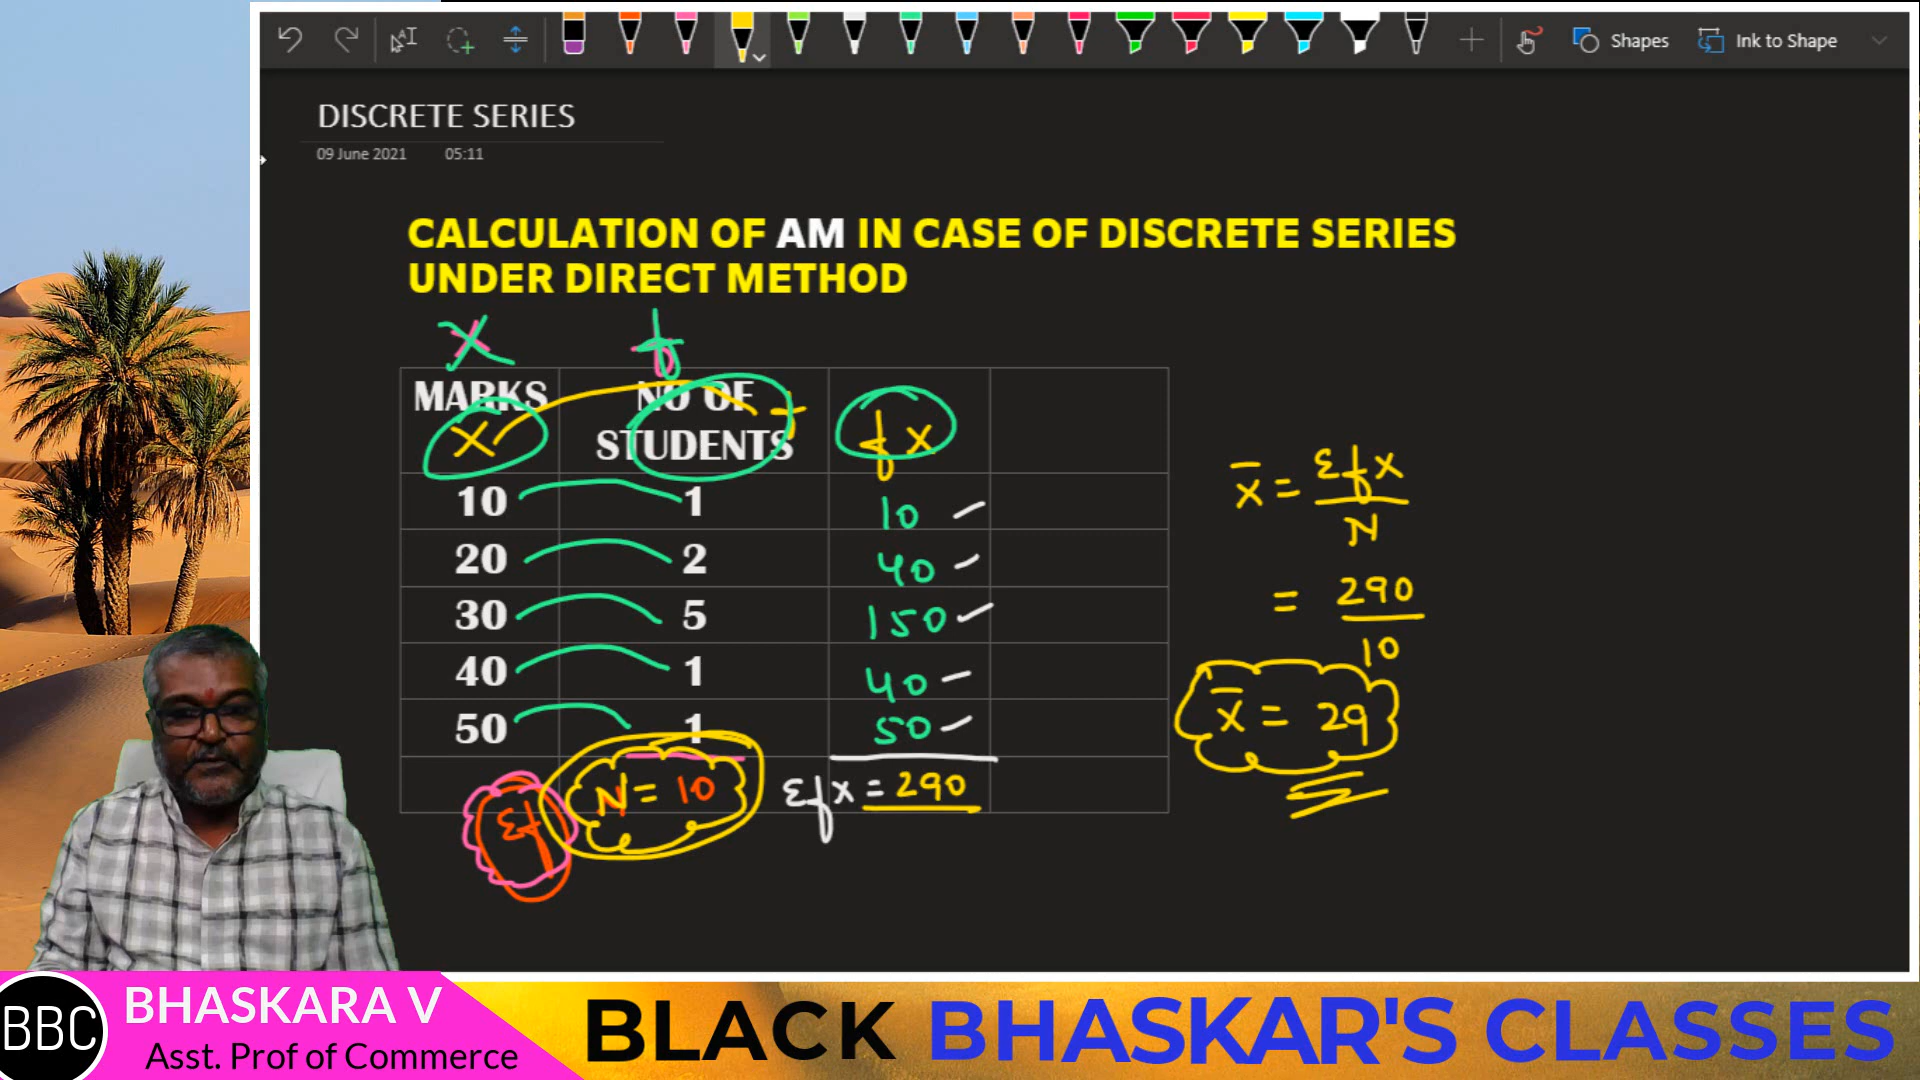 Shapes
Ink to Shape
DISCRETE SERIES
09 June 2021 05:11
CALCULATION OF AM IN CASE OF DISCRETE SERIES
UNDER DIRECT METHOD
X f
MARKS NO OF
X STUDENTS f fx
10 1 10
20 2 40
30 5 150
40 1 40
50 1 50
Σf N = 10 Σfx = 290
x̄ = Σfx
N
= 290
10
x̄ = 29
BBC
BHASKARA V
Asst. Prof of Commerce
BLACK BHASKAR'S CLASSES